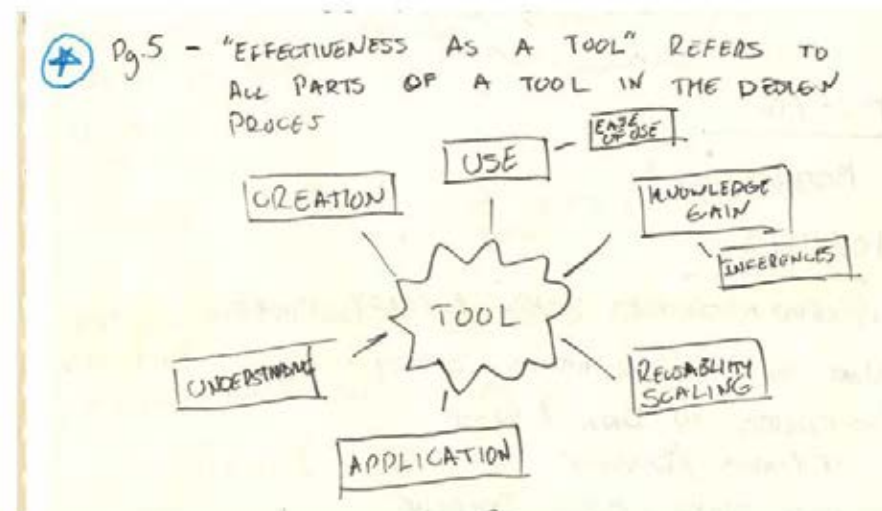 Pg.5 - "EFFECTIVENESS AS A TOOL" REFERS TO
ALL PARTS OF A TOOL IN THE DESIGN
PROCES
EASE
OF USE
USE
CREATION
KNOWLEDGE
GAIN
INFERENCES
TOOL
UNDERSTANDING
REUSABLITY
SCALING
APPLICATION